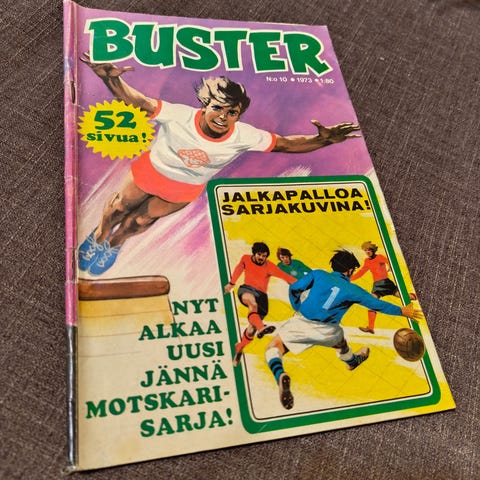 BUSTER
N:o 10 ● 1973 ● 1:80
52
sivua!
JALKAPALLOA
SARJAKUVINA!
1
NYT
ALKAA
UUSI
JÄNNÄ
MOTSKARI-
SARJA!